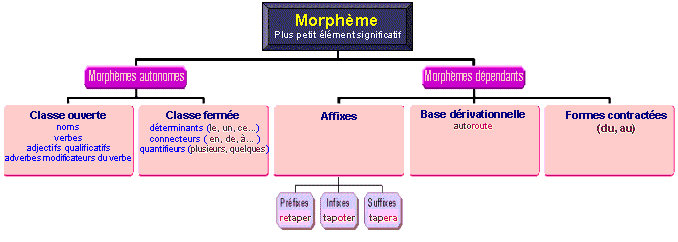 Morphème
Plus petit élément significatif
Morphèmes autonomes
Morphèmes dépendants
Classe ouverte
noms
verbes
adjectifs qualificatifs
adverbes modificateurs du verbe
Classe fermée
déterminants (le, un, ce...)
connecteurs ( en, de, à... )
quantifieurs (plusieurs, quelques)
Affixes
Base dérivationnelle
autoroute
Formes contractées
(du, au)
Préfixes
retaper
Infixes
tapoter
Suffixes
tapera